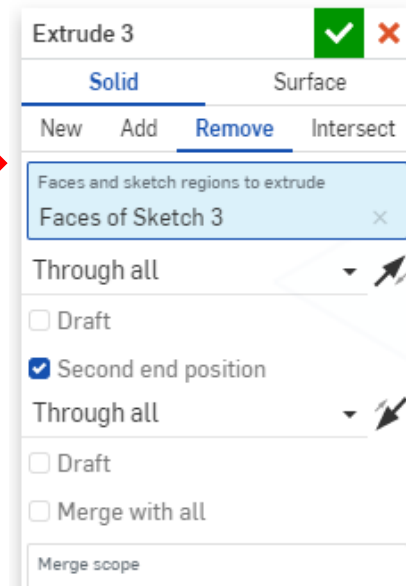 Extrude 3
Solid Surface
New Add Remove Intersect
Faces and sketch regions to extrude
Faces of Sketch 3
Through all
Draft
Second end position
Through all
Draft
Merge with all
Merge scope